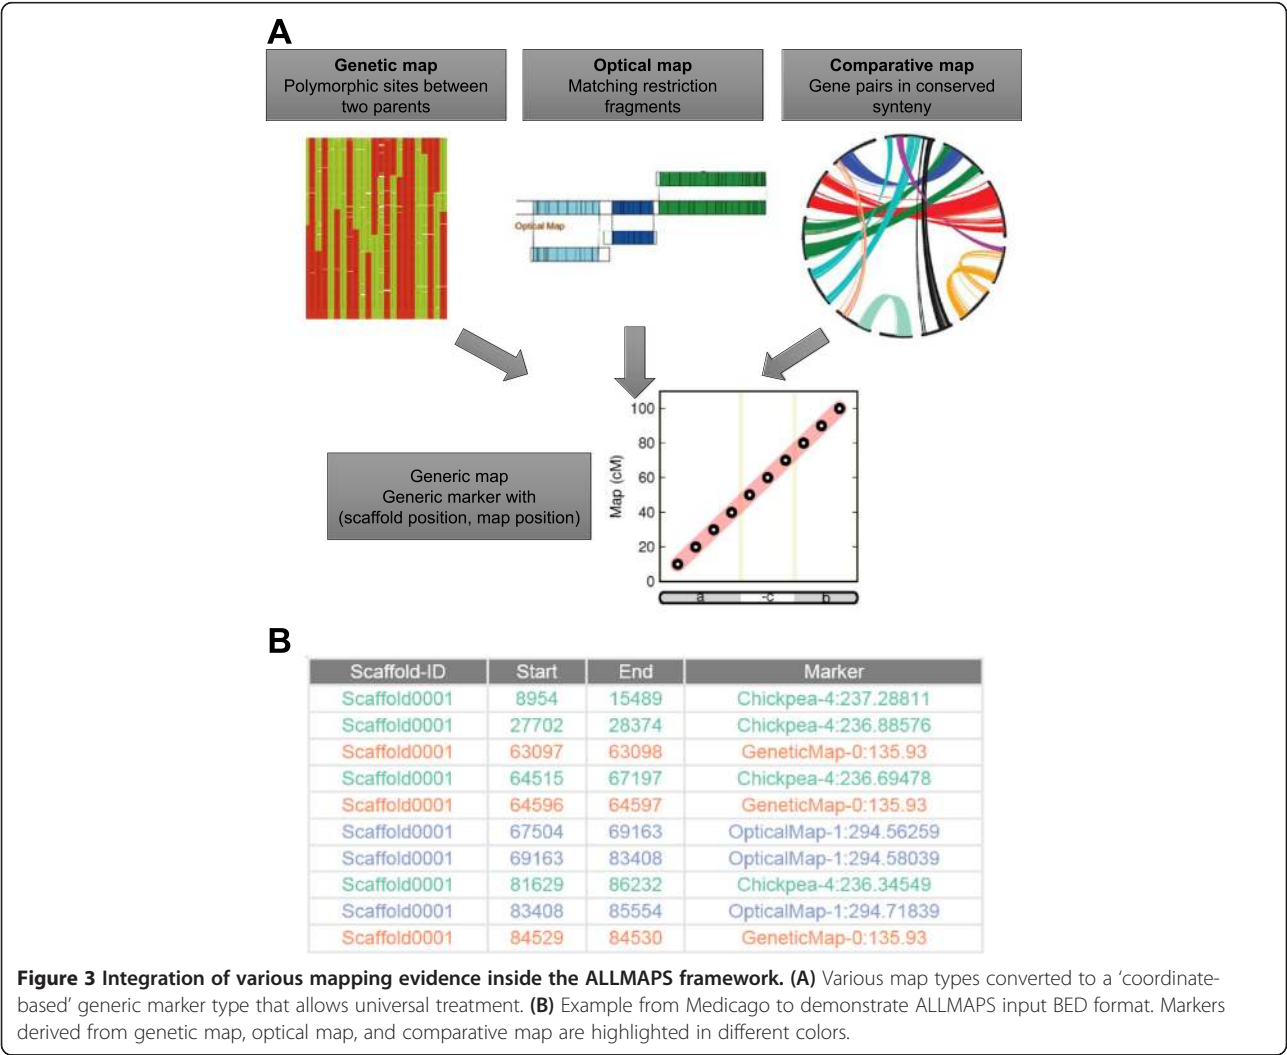 A
Genetic map
Polymorphic sites between
two parents
Optical map
Matching restriction
fragments
Comparative map
Gene pairs in conserved
synteny
Optical Map
Generic map
Generic marker with
(scaffold position, map position)
Map (cM)
100
80
60
40
20
0
a -c b
B
Scaffold-ID Start End Marker
Scaffold0001 8954 15489 Chickpea-4:237.28811
Scaffold0001 27702 28374 Chickpea-4:236.88576
Scaffold0001 63097 63098 GeneticMap-0:135.93
Scaffold0001 64515 67197 Chickpea-4:236.69478
Scaffold0001 64596 64597 GeneticMap-0:135.93
Scaffold0001 67504 69163 OpticalMap-1:294.56259
Scaffold0001 69163 83408 OpticalMap-1:294.58039
Scaffold0001 81629 86232 Chickpea-4:236.34549
Scaffold0001 83408 85554 OpticalMap-1:294.71839
Scaffold0001 84529 84530 GeneticMap-0:135.93
Figure 3 Integration of various mapping evidence inside the ALLMAPS framework. (A) Various map types converted to a ‘coordinate-
based’ generic marker type that allows universal treatment. (B) Example from Medicago to demonstrate ALLMAPS input BED format. Markers
derived from genetic map, optical map, and comparative map are highlighted in different colors.